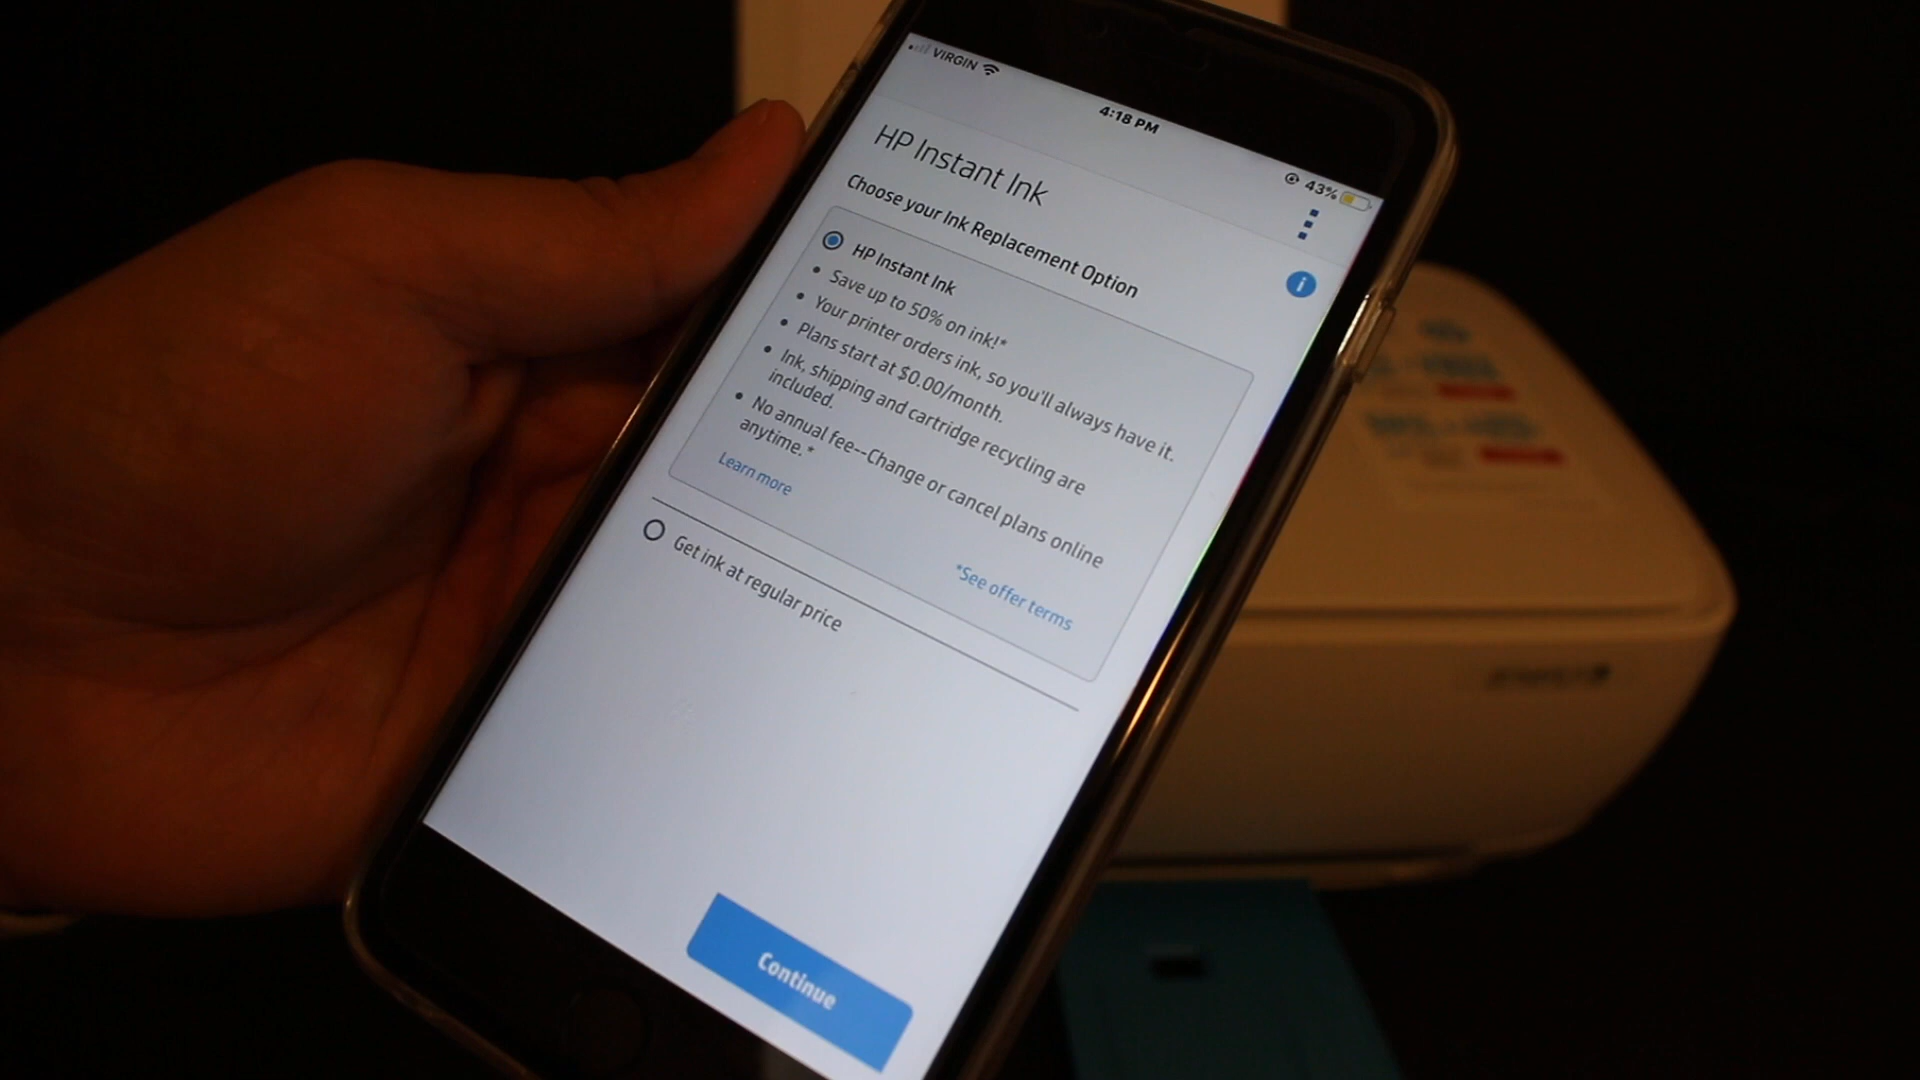 VIRGIN
4:18 PM
43%
HP Instant Ink
Choose your Ink Replacement Option
i
HP Instant Ink
• Save up to 50% on ink!*
• Your printer orders ink, so you'll always have it.
• Plans start at $0.00/month.
• Ink, shipping and cartridge recycling are
included.
• No annual fee--Change or cancel plans online
anytime.*
Learn more
*See offer terms
Get ink at regular price
Continue